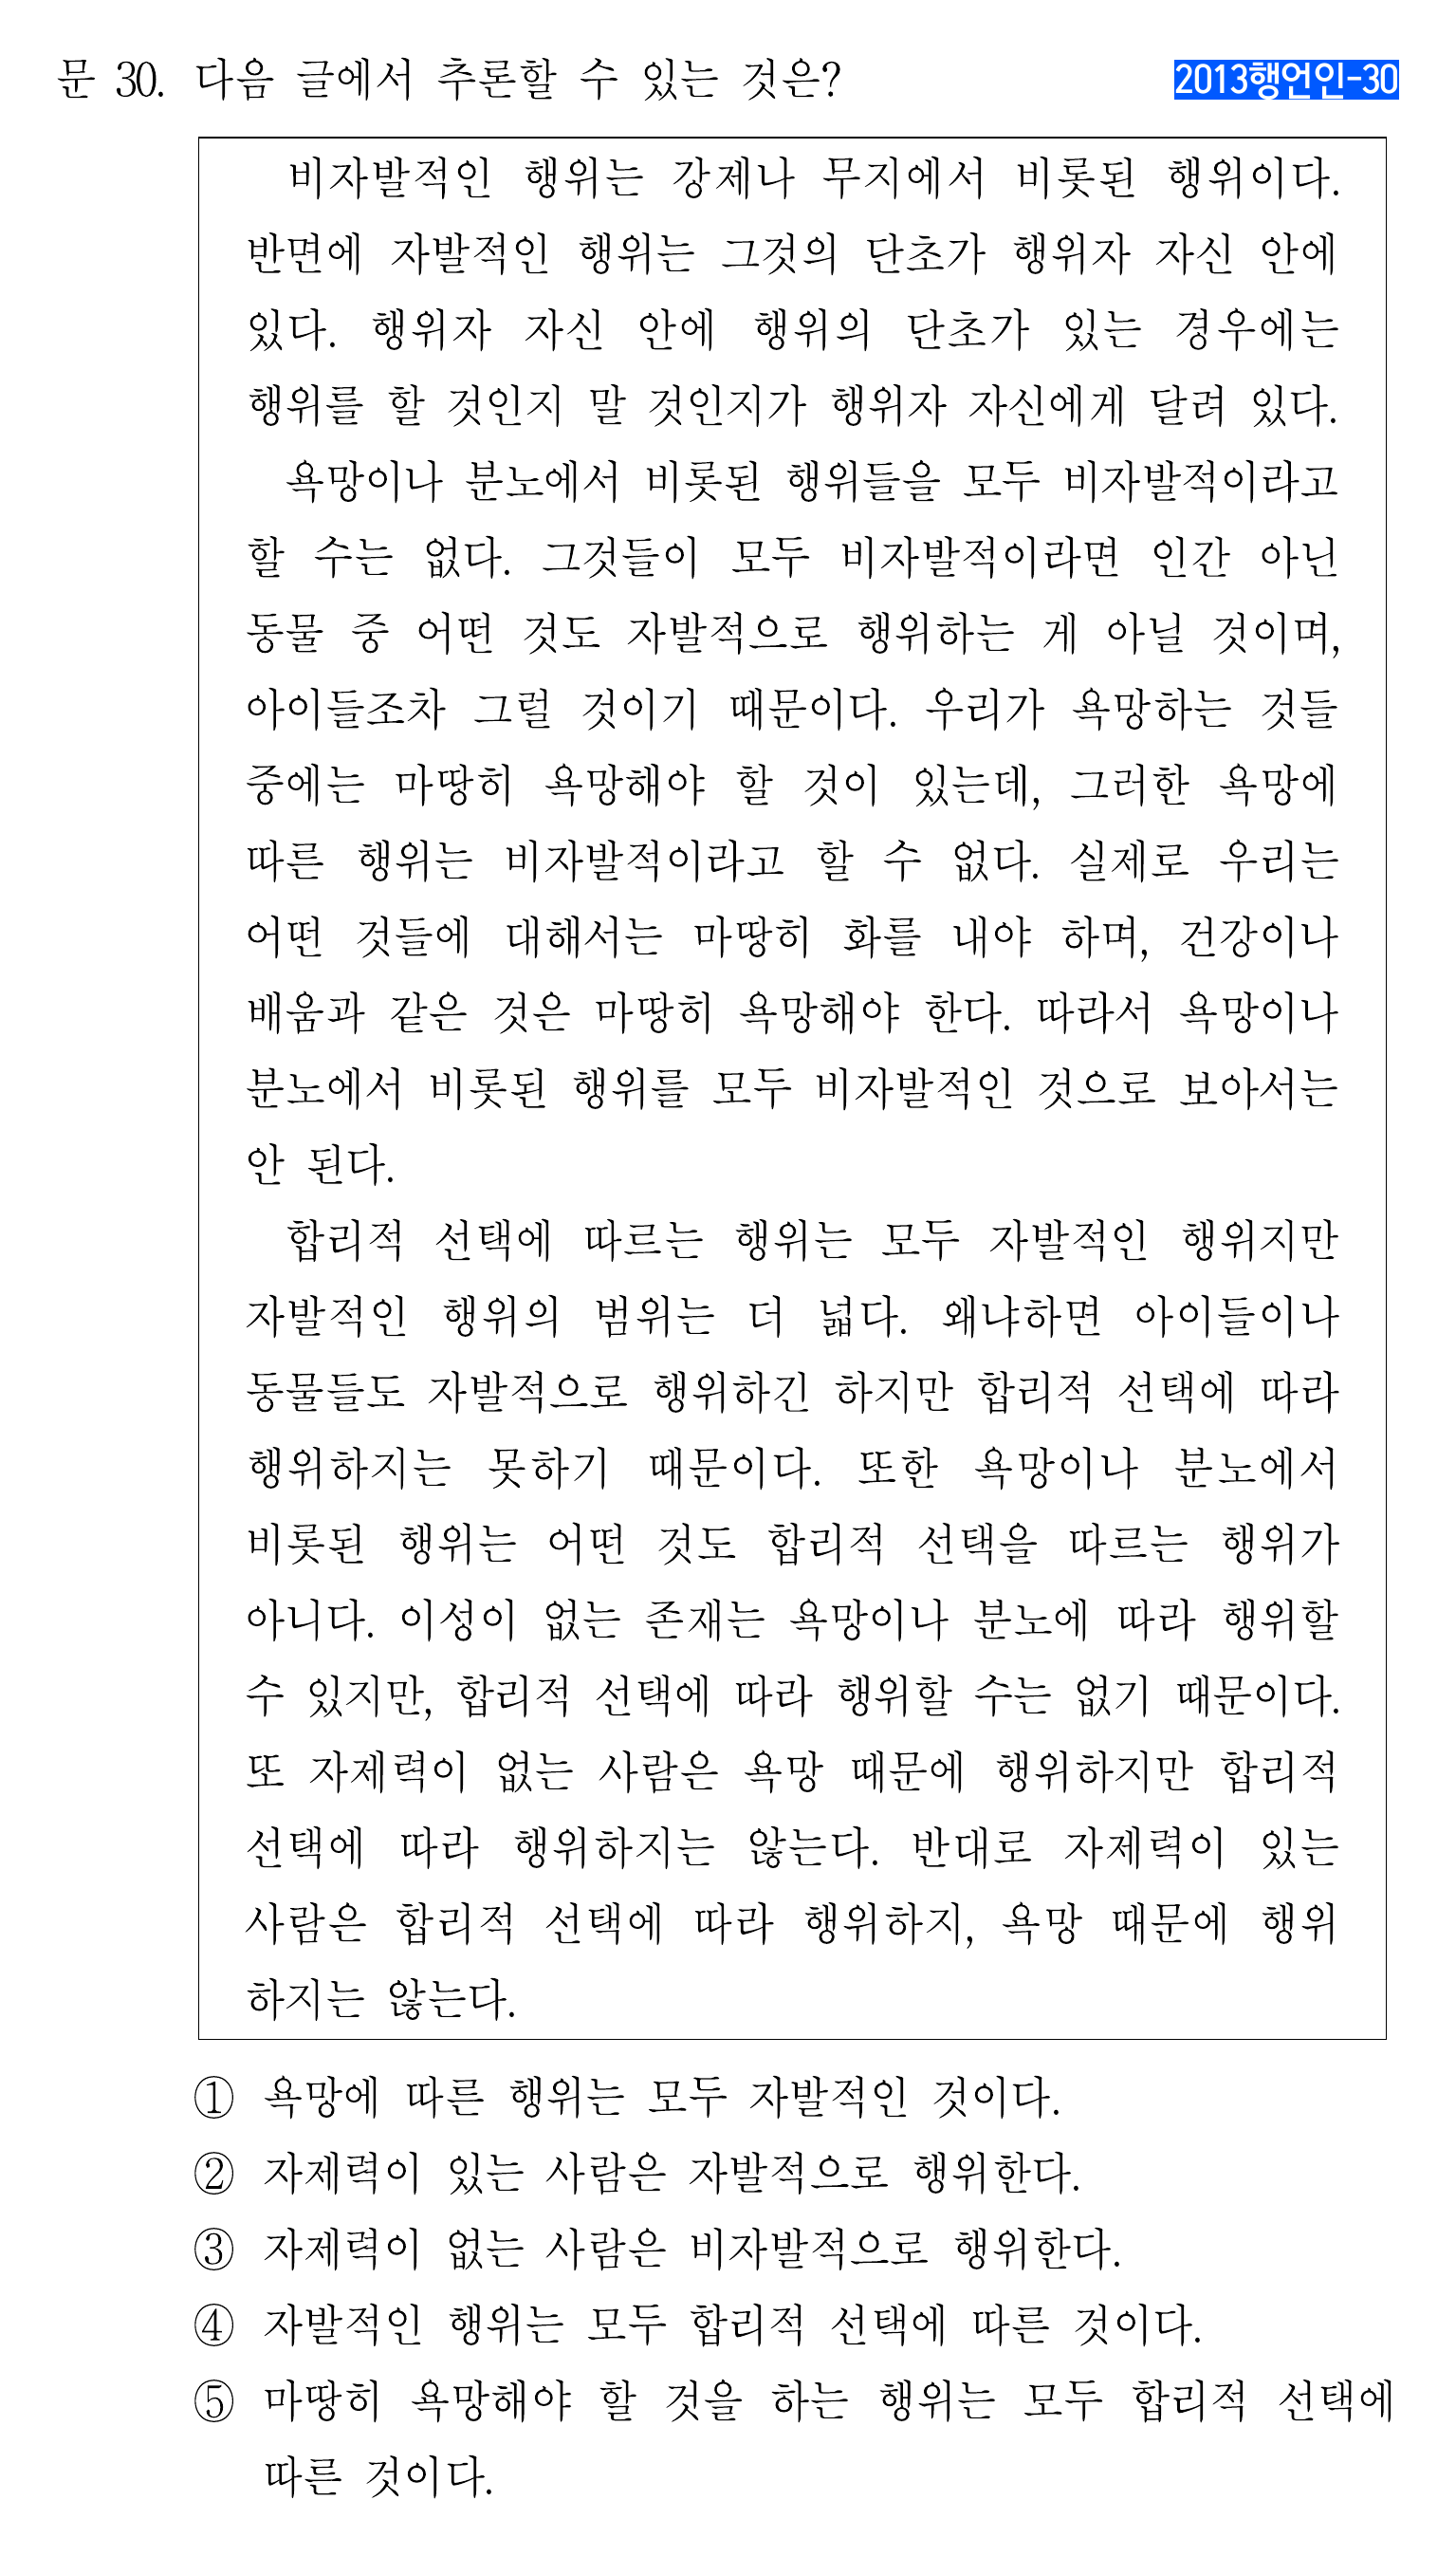 문 30. 다음 글에서 추론할 수 있는 것은?
2013행언인-30
비자발적인 행위는 강제나 무지에서 비롯된 행위이다.
반면에 자발적인 행위는 그것의 단초가 행위자 자신 안에
있다. 행위자 자신 안에 행위의 단초가 있는 경우에는
행위를 할 것인지 말 것인지가 행위자 자신에게 달려 있다.
욕망이나 분노에서 비롯된 행위들을 모두 비자발적이라고
할 수는 없다. 그것들이 모두 비자발적이라면 인간 아닌
동물 중 어떤 것도 자발적으로 행위하는 게 아닐 것이며,
아이들조차 그럴 것이기 때문이다. 우리가 욕망하는 것들
중에는 마땅히 욕망해야 할 것이 있는데, 그러한 욕망에
따른 행위는 비자발적이라고 할 수 없다. 실제로 우리는
어떤 것들에 대해서는 마땅히 화를 내야 하며, 건강이나
배움과 같은 것은 마땅히 욕망해야 한다. 따라서 욕망이나
분노에서 비롯된 행위를 모두 비자발적인 것으로 보아서는
안 된다.
합리적 선택에 따르는 행위는 모두 자발적인 행위지만
자발적인 행위의 범위는 더 넓다. 왜냐하면 아이들이나
동물들도 자발적으로 행위하긴 하지만 합리적 선택에 따라
행위하지는 못하기 때문이다. 또한 욕망이나 분노에서
비롯된 행위는 어떤 것도 합리적 선택을 따르는 행위가
아니다. 이성이 없는 존재는 욕망이나 분노에 따라 행위할
수 있지만, 합리적 선택에 따라 행위할 수는 없기 때문이다.
또 자제력이 없는 사람은 욕망 때문에 행위하지만 합리적
선택에 따라 행위하지는 않는다. 반대로 자제력이 있는
사람은 합리적 선택에 따라 행위하지, 욕망 때문에 행위
하지는 않는다.
① 욕망에 따른 행위는 모두 자발적인 것이다.
② 자제력이 있는 사람은 자발적으로 행위한다.
③ 자제력이 없는 사람은 비자발적으로 행위한다.
④ 자발적인 행위는 모두 합리적 선택에 따른 것이다.
⑤ 마땅히 욕망해야 할 것을 하는 행위는 모두 합리적 선택에
따른 것이다.